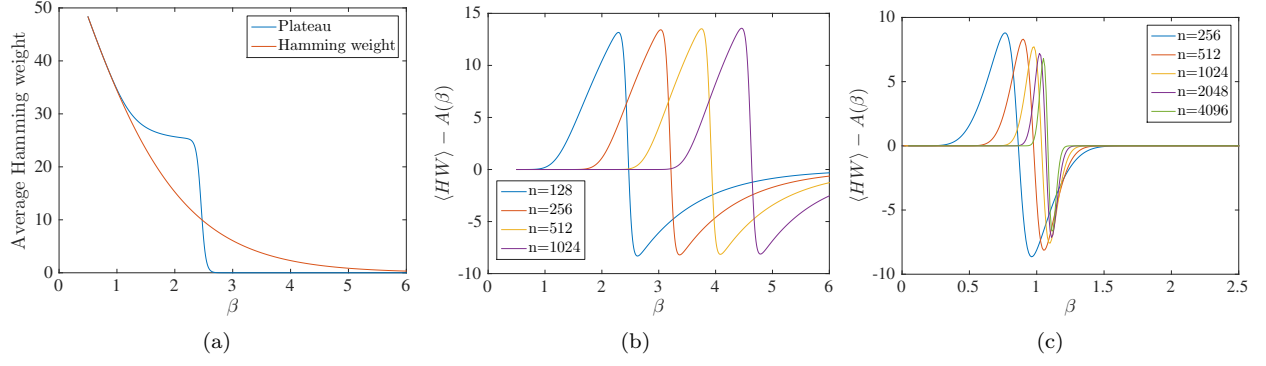 Average Hamming weight
50
40
30
20
10
0
0 1 2 3 4 5 6
β
Plateau
Hamming weight
(a)
⟨HW⟩ − A(β)
15
10
5
0
-5
-10
0 1 2 3 4 5 6
β
n=128
n=256
n=512
n=1024
(b)
⟨HW⟩ − A(β)
10
5
0
-5
-10
0 0.5 1 1.5 2 2.5
β
n=256
n=512
n=1024
n=2048
n=4096
(c)